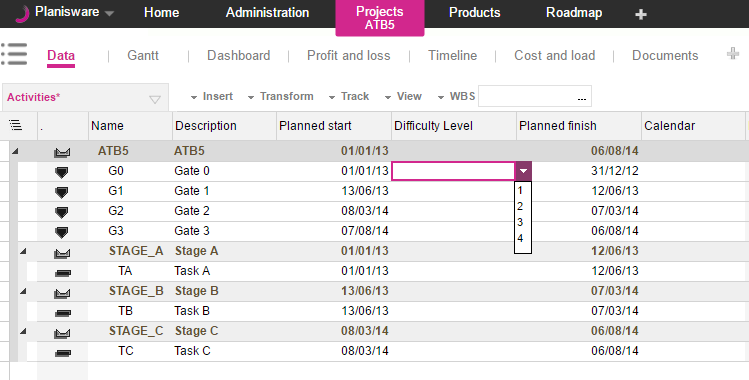 Planisware Home Administration Projects Products Roadmap
ATB5
Data Gantt Dashboard Profit and loss Timeline Cost and load Documents
Activities* Insert Transform Track View WBS ...
. Name Description Planned start Difficulty Level Planned finish Calendar
ATB5 ATB5 01/01/13 06/08/14
G0 Gate 0 01/01/13 31/12/12
G1 Gate 1 13/06/13 1 12/06/13
G2 Gate 2 08/03/14 2 07/03/14
G3 Gate 3 07/08/14 3 06/08/14
STAGE_A Stage A 01/01/13 4 12/06/13
TA Task A 01/01/13 12/06/13
STAGE_B Stage B 13/06/13 07/03/14
TB Task B 13/06/13 07/03/14
STAGE_C Stage C 08/03/14 06/08/14
TC Task C 08/03/14 06/08/14